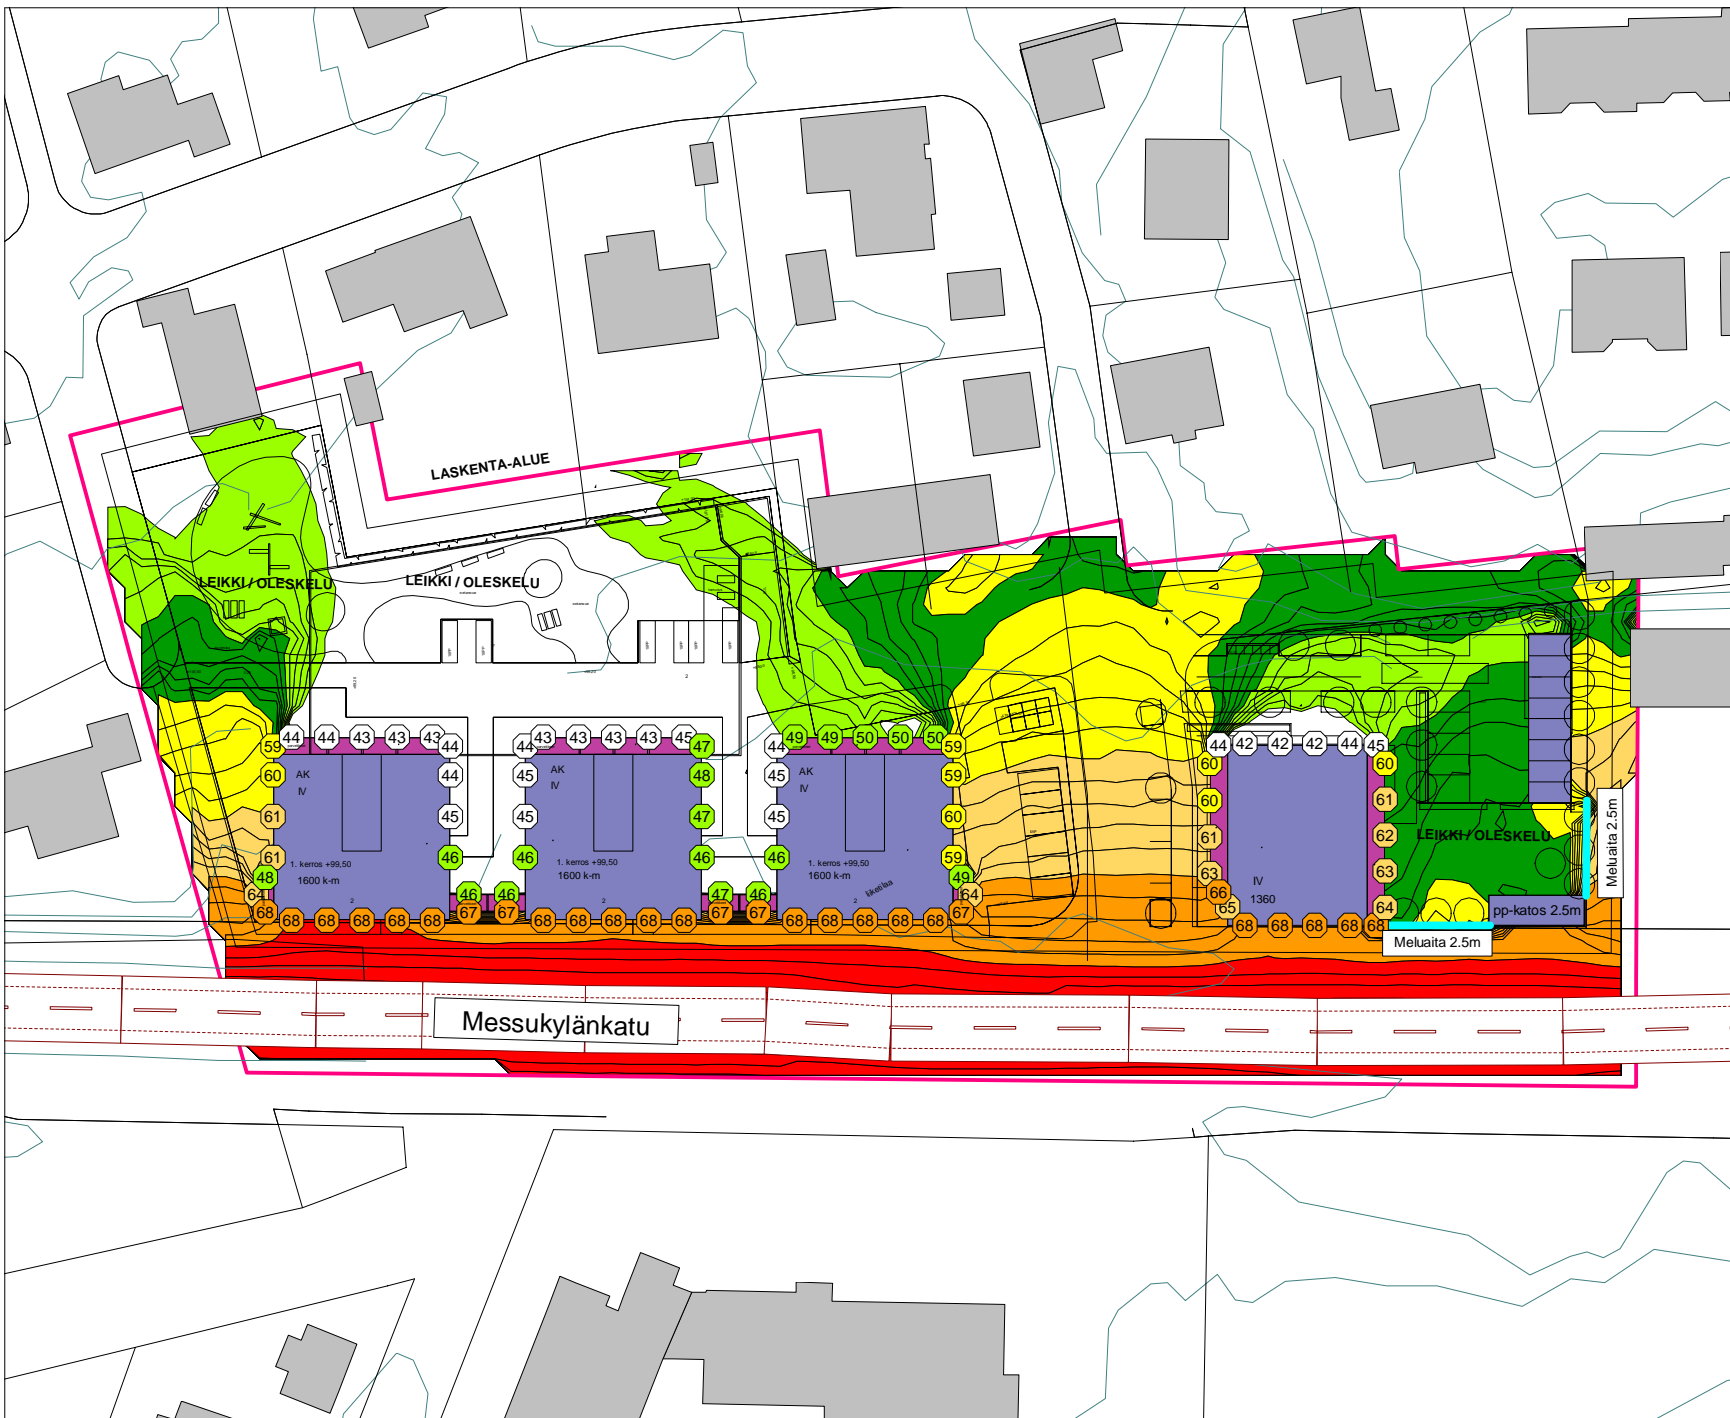 LASKENTA-ALUE
LEIKKI / OLESKELU
LEIKKI / OLESKELU
44 44 43 43 43 44
44 43 43 43 43 45 47
44 49 49 50 50 50 59
44 42 42 42 44 45
59
60
61
61
48
64
68
44
45
46
45
45
46
48
47
46
45
45
46
59
60
59
49
64
67
60
60
61
63
66
65
60
61
62
63
64
AK
IV
1. kerros +99,50
1600 k-m
2
AK
IV
1. kerros +99,50
1600 k-m
2
AK
IV
1. kerros +99,50
1600 k-m
liiketilaa
2
IV
1360
46 46
67 67
47 46
67 67
68 68 68 68 68
68 68 68 68 68
68 68 68 68 68
68 68 68 68 68
LEIKKI / OLESKELU
Meluaita 2.5m
pp-katos 2.5m
Meluaita 2.5m
Messukylänkatu